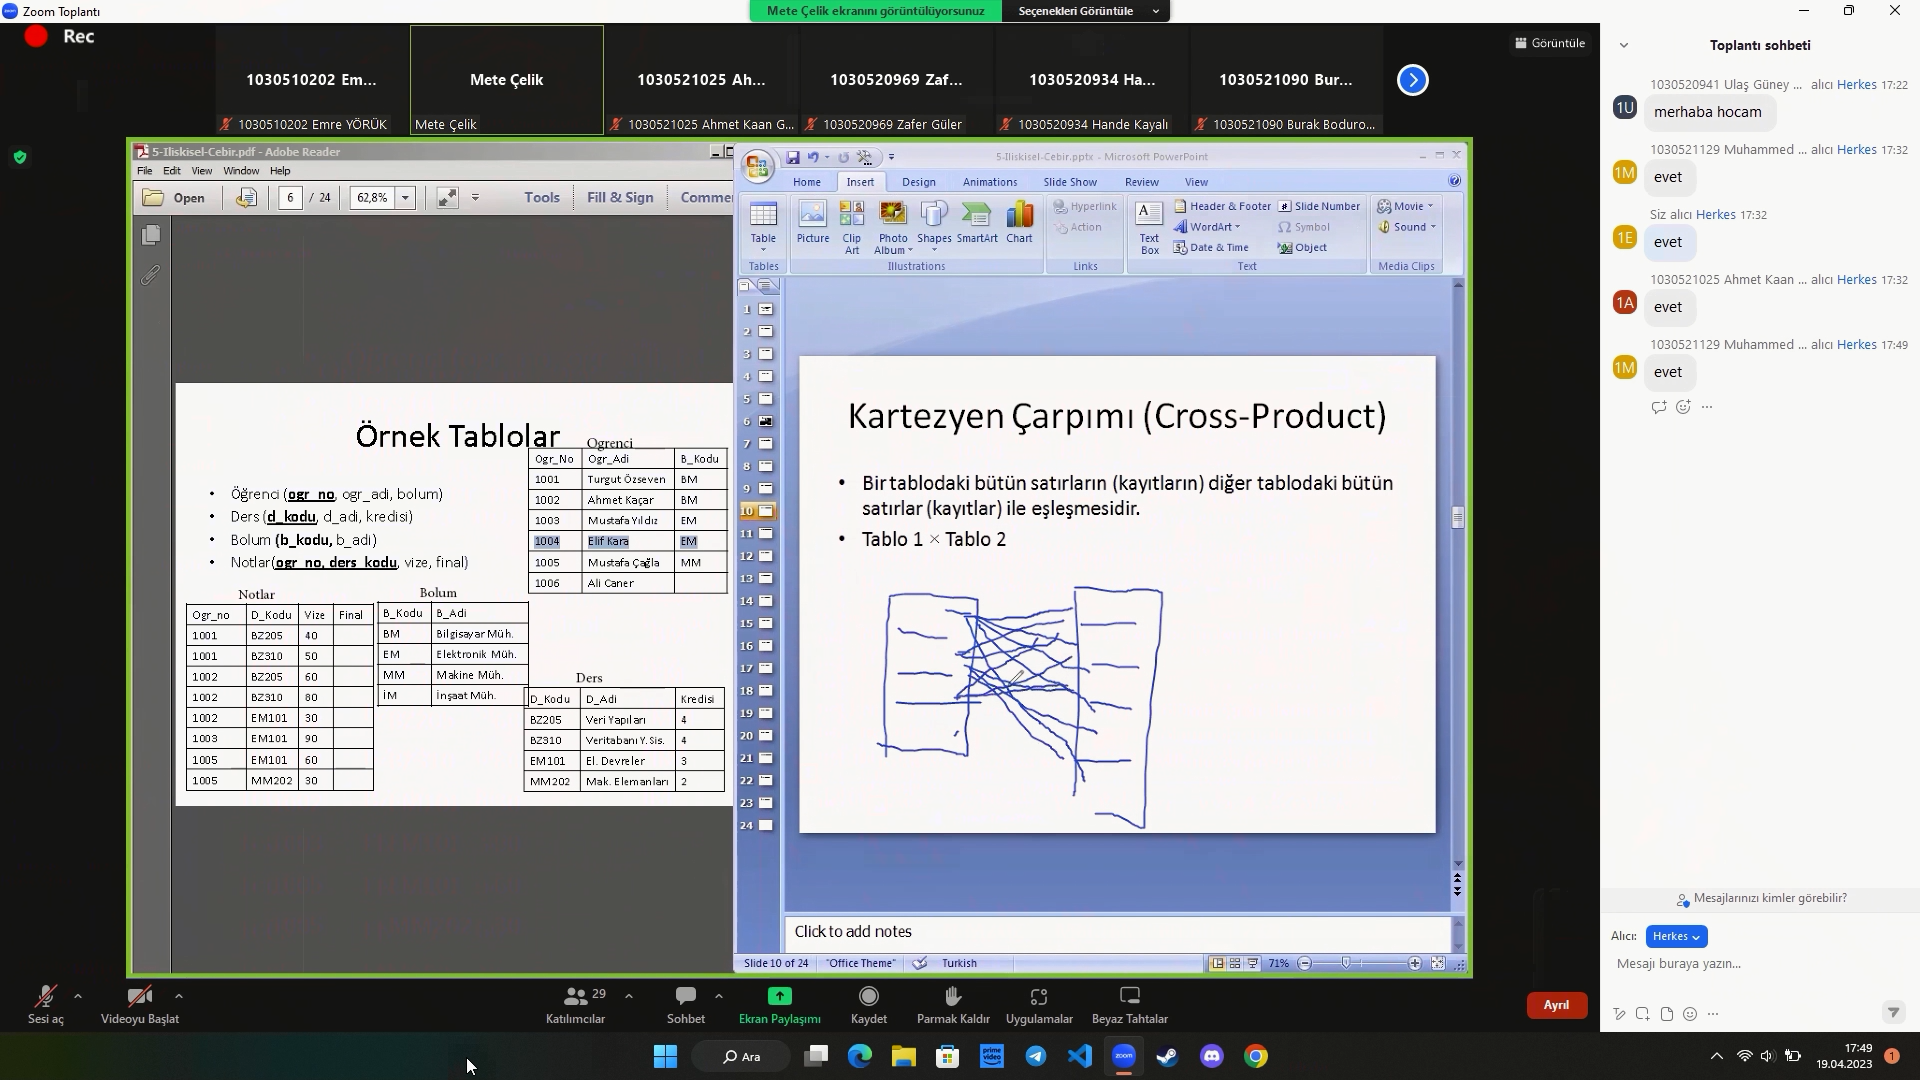 Zoom Toplantı
Mete Çelik ekranını görüntülüyorsunuz
Seçenekleri Görüntüle
Rec
1030510202 Em...
Mete Çelik
1030521025 Ah...
1030520969 Zaf...
1030520934 Ha...
1030521090 Bur...
Görüntüle
1030510202 Emre YÖRÜK
Mete Çelik
1030521025 Ahmet Kaan G...
1030520969 Zafer Güler
1030520934 Hande Kayalı
1030521090 Burak Boduro...
5-Iliskisel-Cebir.pdf - Adobe Reader
File Edit View Window Help
Open
6 / 24
62,8%
Tools
Fill & Sign
Comme
Örnek Tablolar
• Öğrenci (ogr_no, ogr_adi, bolum)
• Ders (d_kodu, d_adi, kredisi)
• Bolum (b_kodu, b_adi)
• Notlar(ogr_no, ders_kodu, vize, final)
Ogrenci
Ogr_No Ogr_Adi B_Kodu
1001 Turgut Özseven BM
1002 Ahmet Kaçar BM
1003 Mustafa Yıldız EM
1004 Elif Kara EM
1005 Mustafa Çağla MM
1006 Ali Caner
Notlar
Ogr_no D_Kodu Vize Final
1001 BZ205 40
1001 BZ310 50
1002 BZ205 60
1002 BZ310 80
1002 EM101 30
1003 EM101 90
1005 EM101 60
1005 MM202 30
Bolum
B_Kodu B_Adi
BM Bilgisayar Müh.
EM Elektronik Müh.
MM Makine Müh.
İM İnşaat Müh.
Ders
D_Kodu D_Adi Kredisi
BZ205 Veri Yapıları 4
BZ310 Veritabanı Y. Sis. 4
EM101 El. Devreler 3
MM202 Mak. Elemanları 2
5-Iliskisel-Cebir.pptx - Microsoft PowerPoint
Home Insert Design Animations Slide Show Review View
Table
Picture
Clip Art
Photo Album
Shapes
SmartArt
Chart
Hyperlink
Action
Text Box
Header & Footer
WordArt
Date & Time
Slide Number
Symbol
Object
Movie
Sound
Tables
Illustrations
Links
Text
Media Clips
1
2
3
4
5
6
7
8
9
10
11
12
13
14
15
16
17
18
19
20
21
22
23
24
Kartezyen Çarpımı (Cross-Product)
• Bir tablodaki bütün satırların (kayıtların) diğer tablodaki bütün
satırlar (kayıtlar) ile eşleşmesidir.
• Tablo 1 × Tablo 2
Click to add notes
Slide 10 of 24
"Office Theme"
Turkish
71%
Toplantı sohbeti
1030520941 Ulaş Güney ... alıcı Herkes 17:22
1U
merhaba hocam
1030521129 Muhammed ... alıcı Herkes 17:32
1M
evet
Siz alıcı Herkes 17:32
1E
evet
1030521025 Ahmet Kaan ... alıcı Herkes 17:32
1A
evet
1030521129 Muhammed ... alıcı Herkes 17:49
1M
evet
Mesajlarınızı kimler görebilir?
Alıcı: Herkes
Mesajı buraya yazın...
Sesi aç
Videoyu Başlat
29
Katılımcılar
Sohbet
Ekran Paylaşımı
Kaydet
Parmak Kaldır
Uygulamalar
Beyaz Tahtalar
Ayrıl
Ara
prime video
zoom
17:49
19.04.2023
1